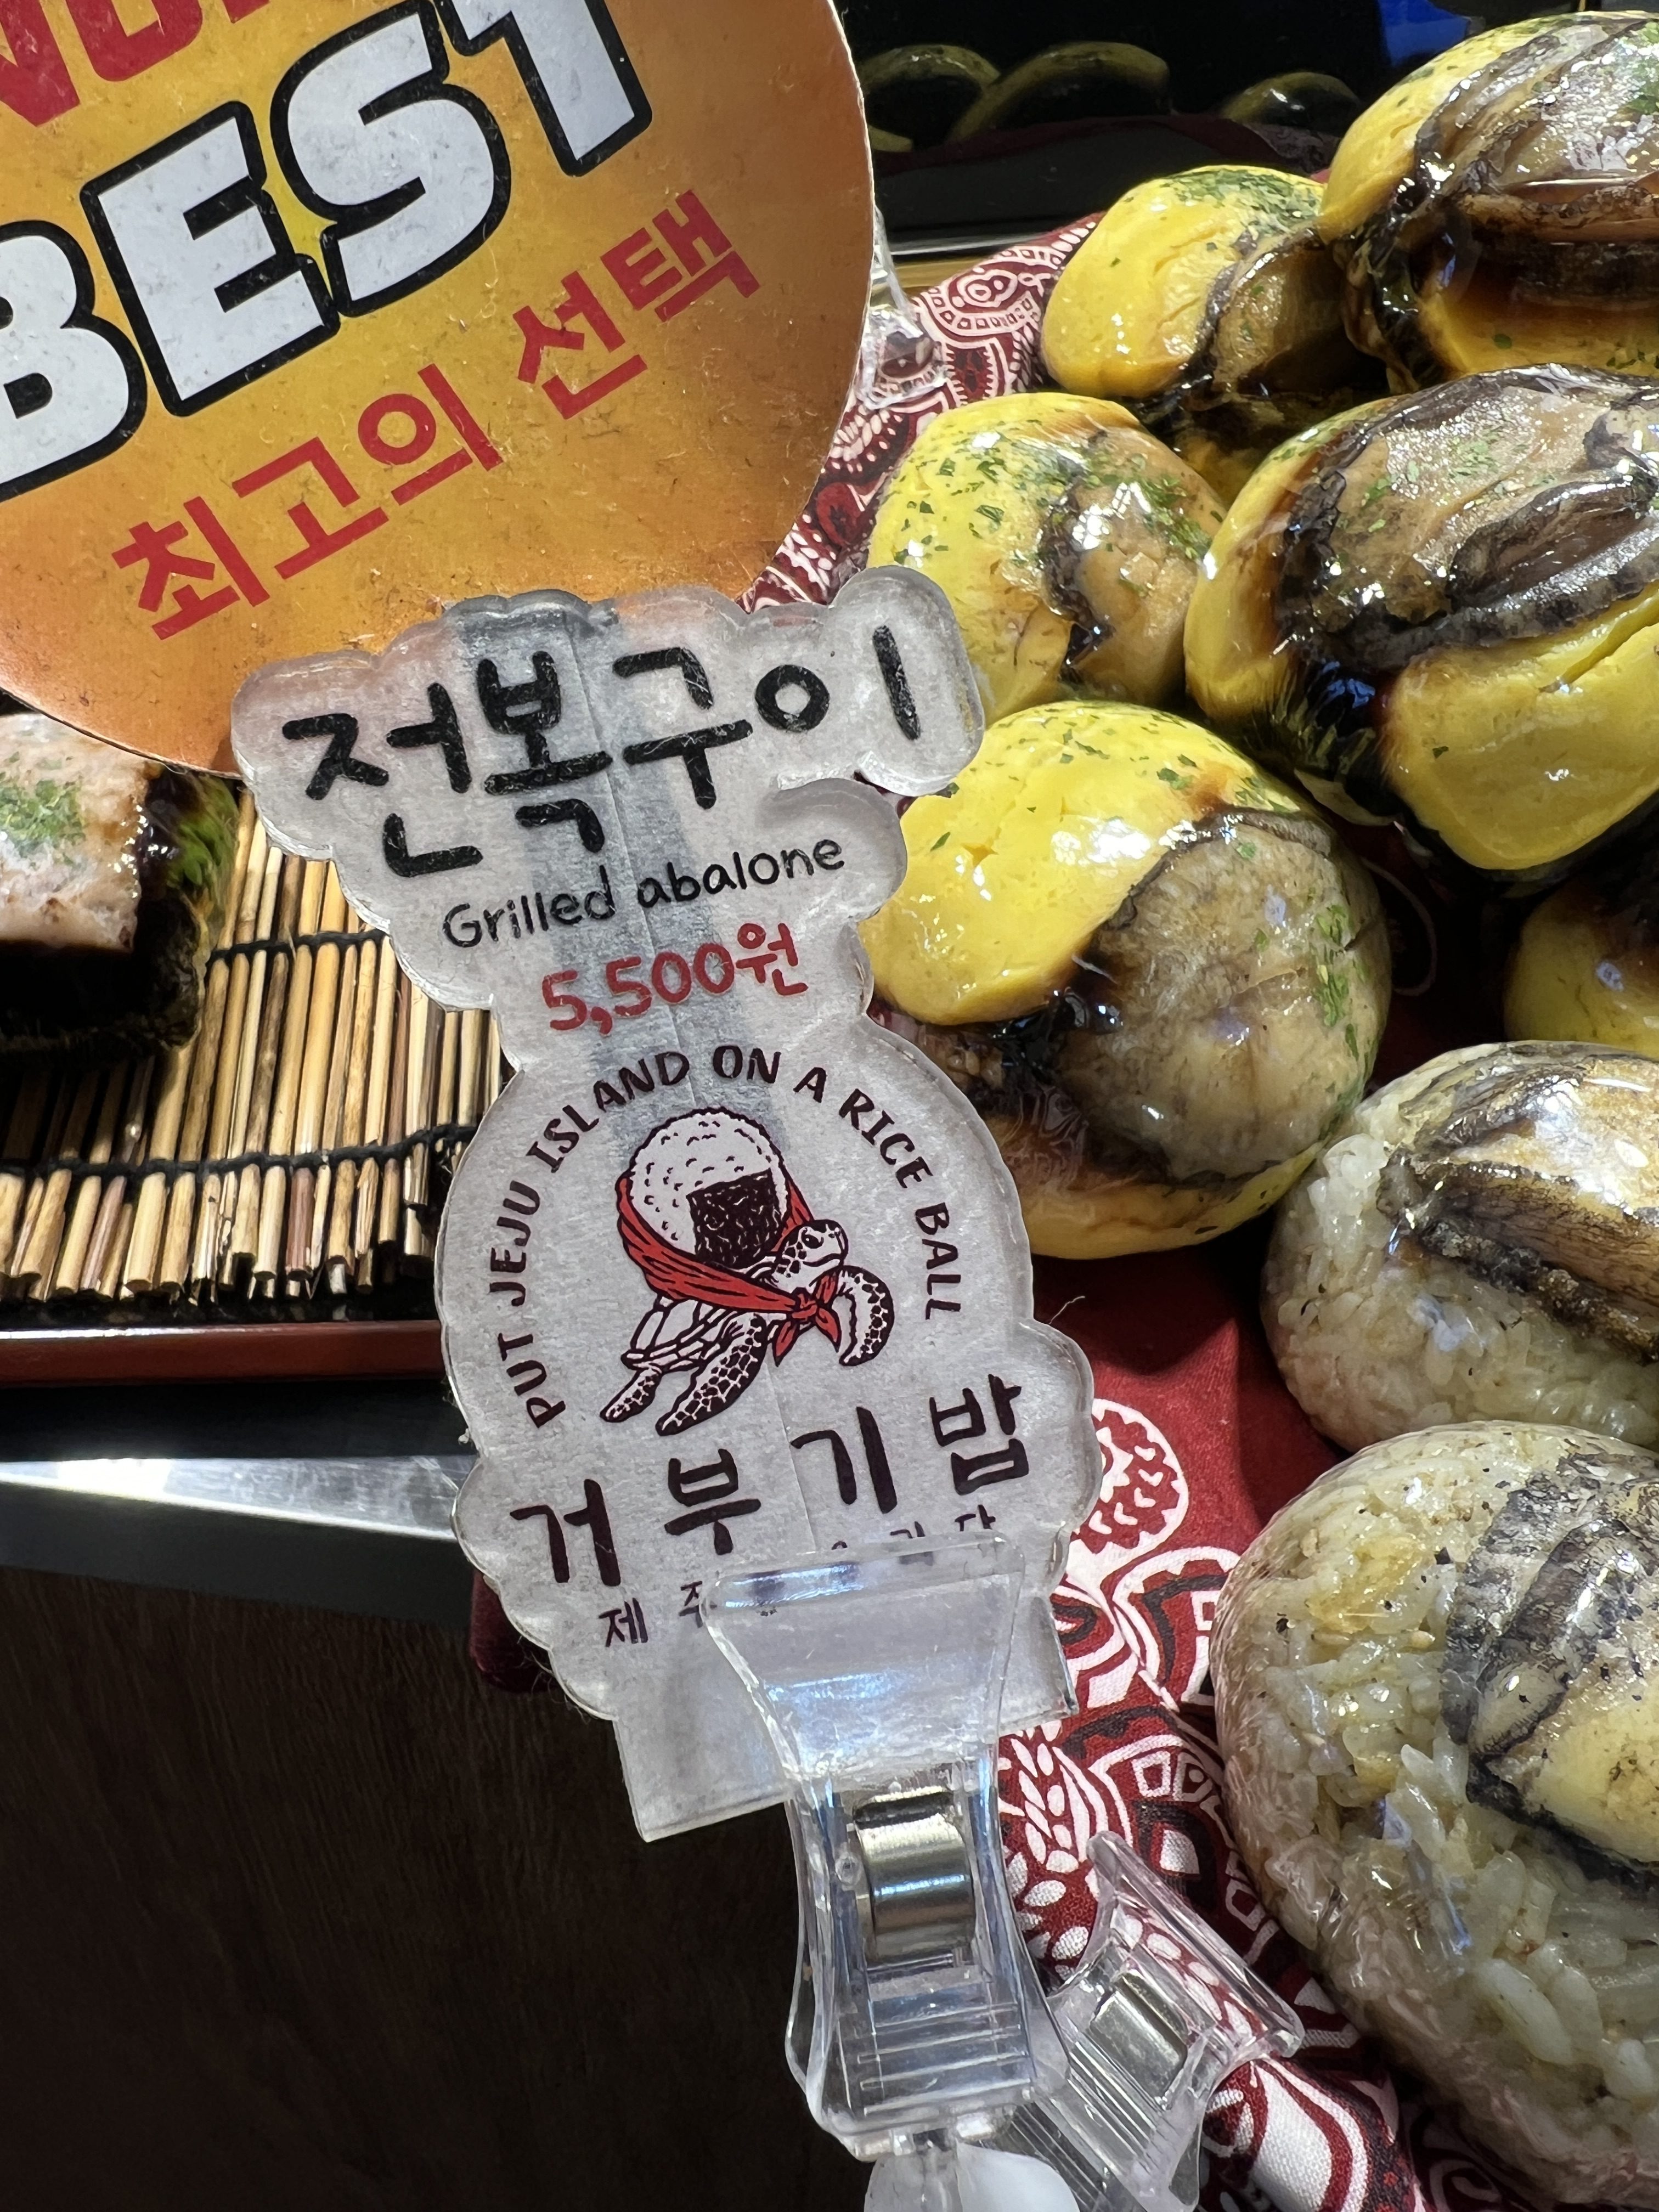 BEST
최고의 선택
전복구이
Grilled abalone
5,500원
PUT JEJU ISLAND ON A RICE BALL
거부기밥
제